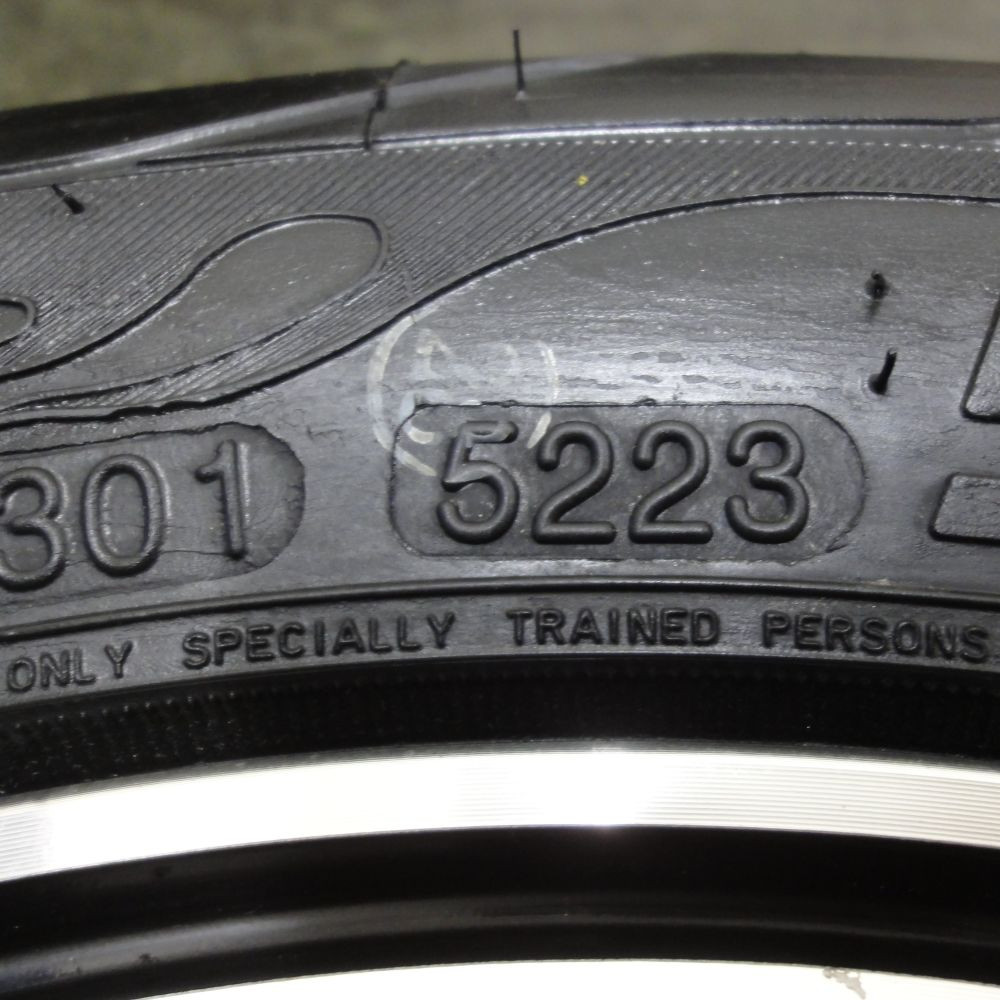 301 5223
ONLY SPECIALLY TRAINED PERSONS